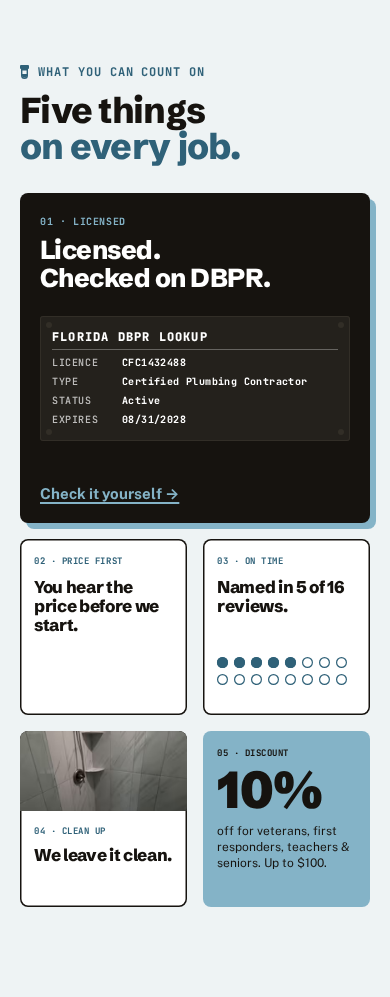 WHAT YOU CAN COUNT ON
Five things
on every job.
01 · LICENSED
Licensed.
Checked on DBPR.
FLORIDA DBPR LOOKUP
LICENCE CFC1432488
TYPE Certified Plumbing Contractor
STATUS Active
EXPIRES 08/31/2028
Check it yourself →
02 · PRICE FIRST
You hear the
price before we
start.
03 · ON TIME
Named in 5 of 16
reviews.
04 · CLEAN UP
We leave it clean.
05 · DISCOUNT
10%
off for veterans, first
responders, teachers &
seniors. Up to $100.